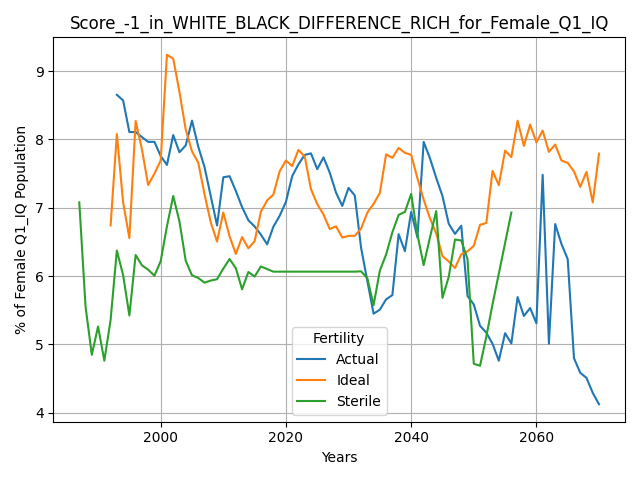 Score_-1_in_WHITE_BLACK_DIFFERENCE_RICH_for_Female_Q1_IQ
% of Female Q1_IQ Population
9
8
7
6
5
4
Fertility
Actual
Ideal
Sterile
2000
2020
2040
2060
Years